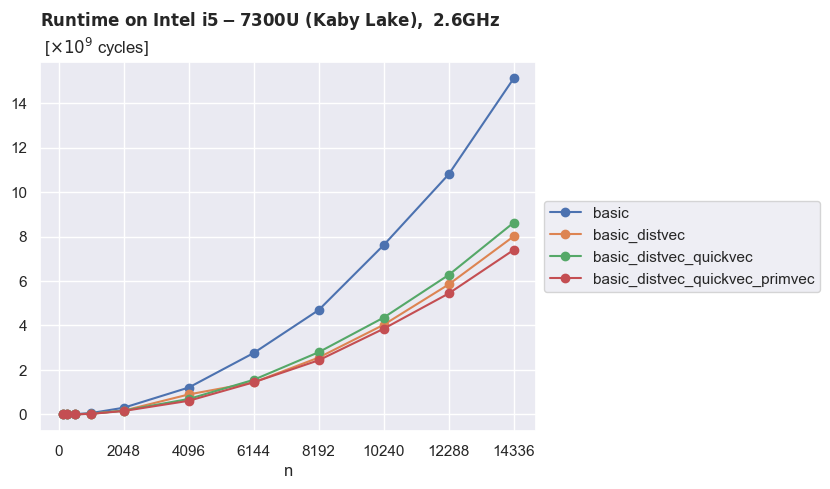 Runtime on Intel i5 − 7300U (Kaby Lake), 2.6GHz
[×10⁹ cycles]
14
12
10
8
6
4
2
0
0 2048 4096 6144 8192 10240 12288 14336
n
basic
basic_distvec
basic_distvec_quickvec
basic_distvec_quickvec_primvec